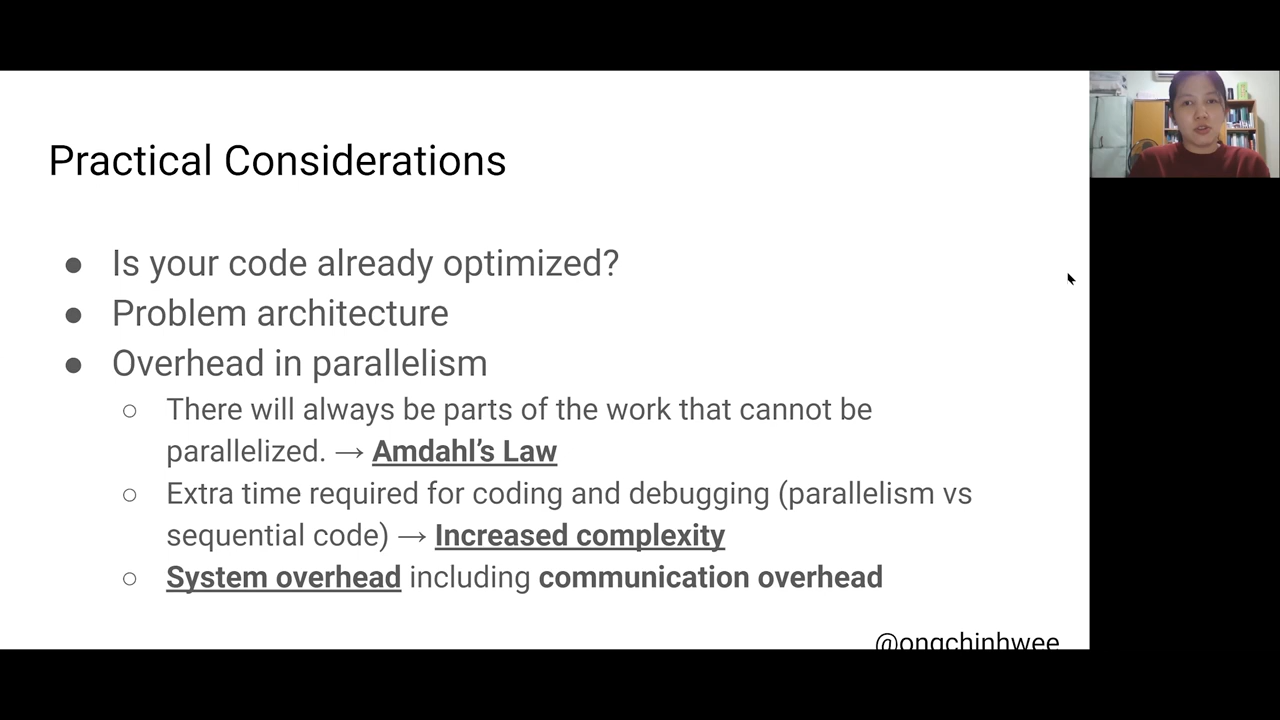 Practical Considerations
● Is your code already optimized?
● Problem architecture
● Overhead in parallelism
○ There will always be parts of the work that cannot be
parallelized. → Amdahl’s Law
○ Extra time required for coding and debugging (parallelism vs
sequential code) → Increased complexity
○ System overhead including communication overhead
@ongchinhwee